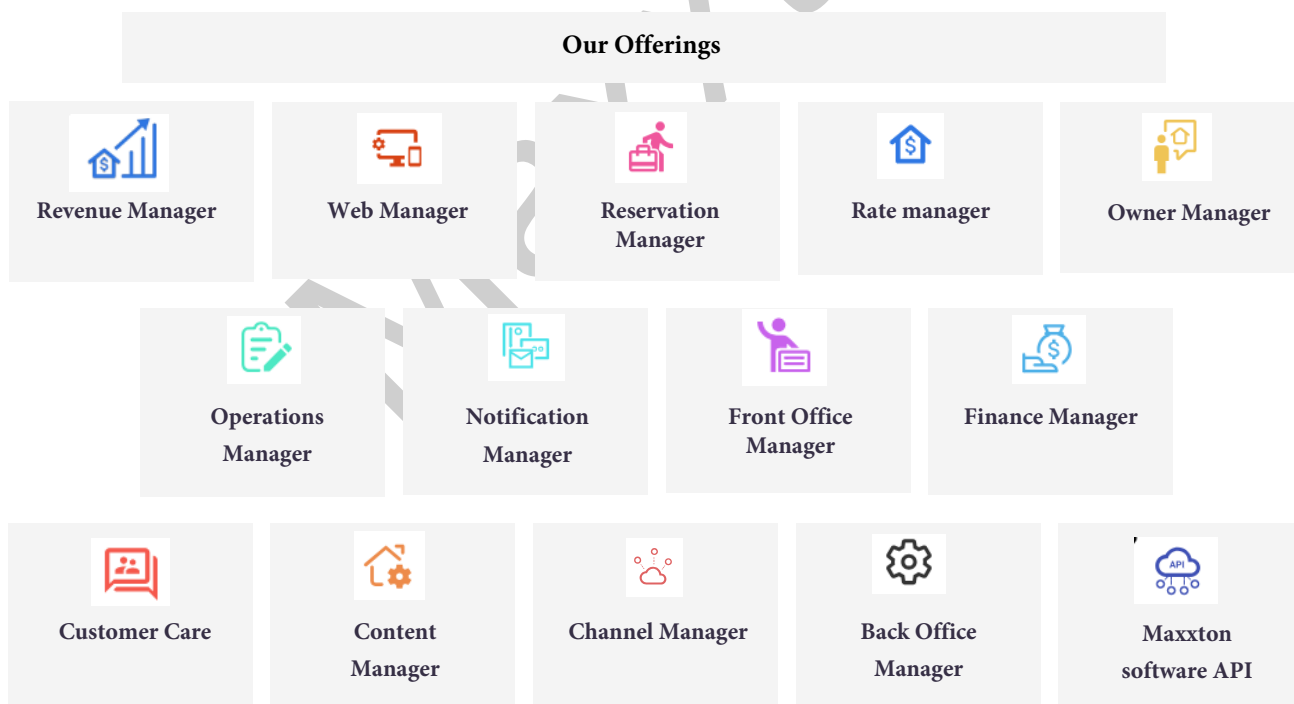 Our Offerings
Revenue Manager
Web Manager
Reservation
Manager
Rate manager
Owner Manager
Operations
Manager
Notification
Manager
Front Office
Manager
Finance Manager
Customer Care
Content
Manager
Channel Manager
Back Office
Manager
API
Maxxton
software API